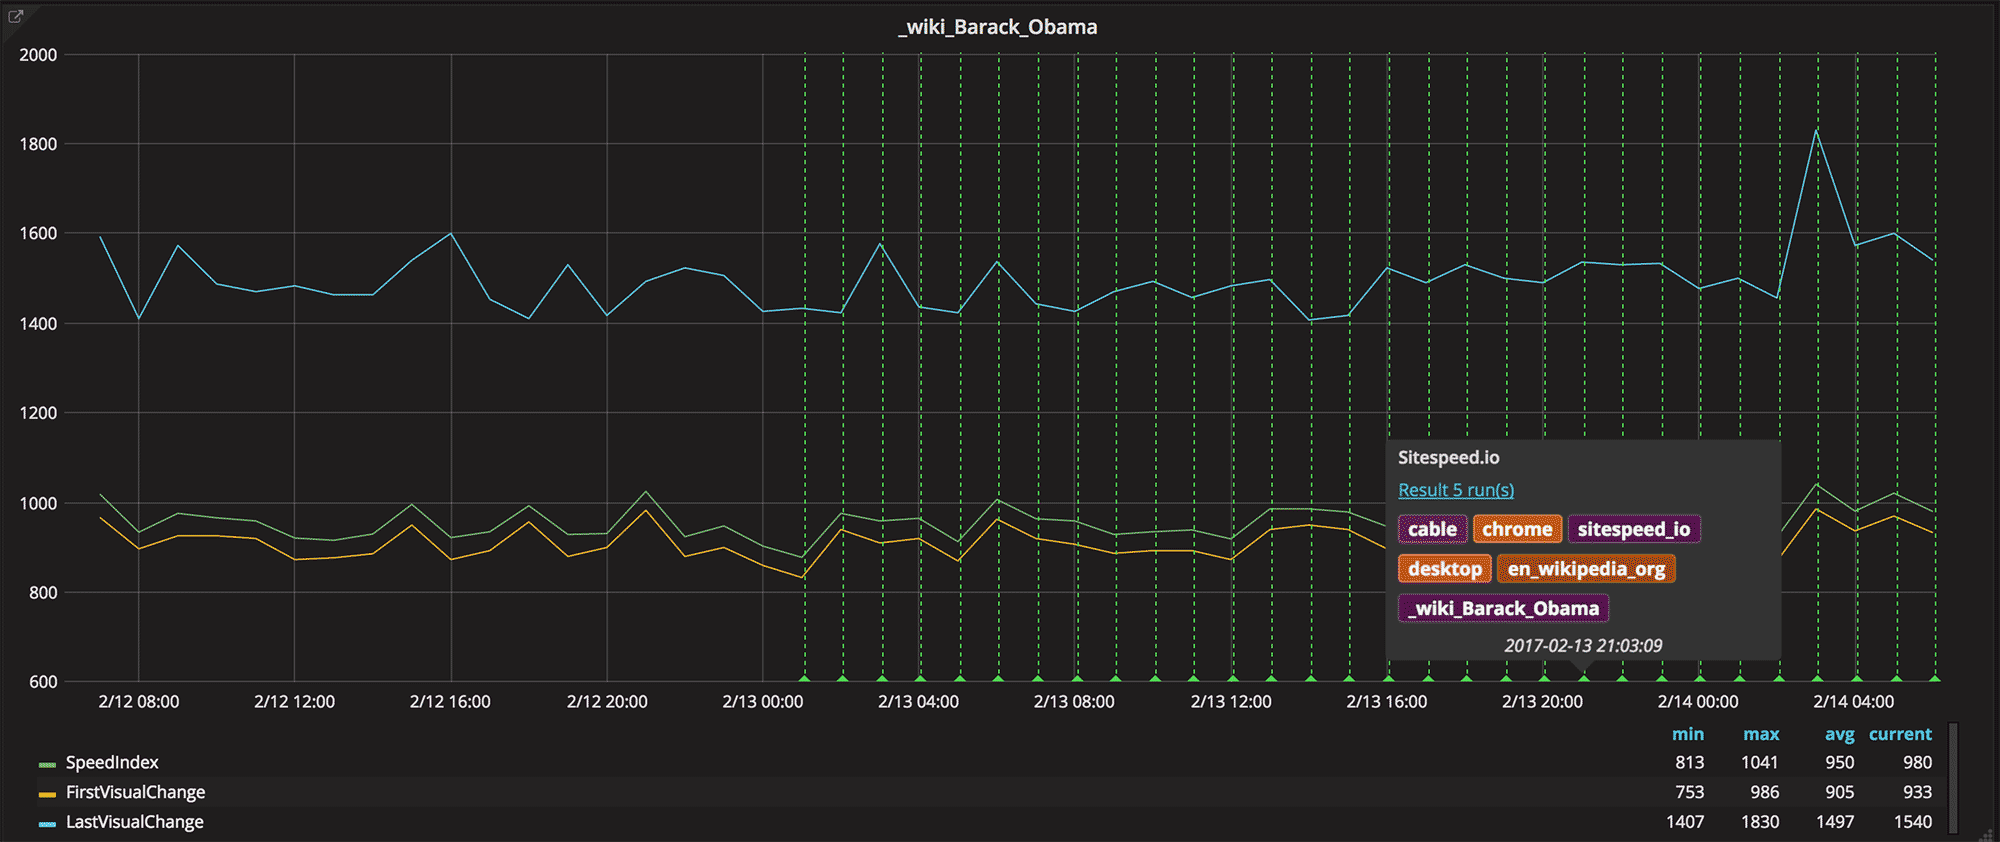 _wiki_Barack_Obama
2000
1800
1600
1400
1200
1000
800
600
Sitespeed.io
Result 5 run(s)
cable chrome sitespeed_io
desktop en_wikipedia_org
_wiki_Barack_Obama
2017-02-13 21:03:09
2/12 08:00 2/12 12:00 2/12 16:00 2/12 20:00 2/13 00:00 2/13 04:00 2/13 08:00 2/13 12:00 2/13 16:00 2/13 20:00 2/14 00:00 2/14 04:00
min max avg current
SpeedIndex 813 1041 950 980
FirstVisualChange 753 986 905 933
LastVisualChange 1407 1830 1497 1540